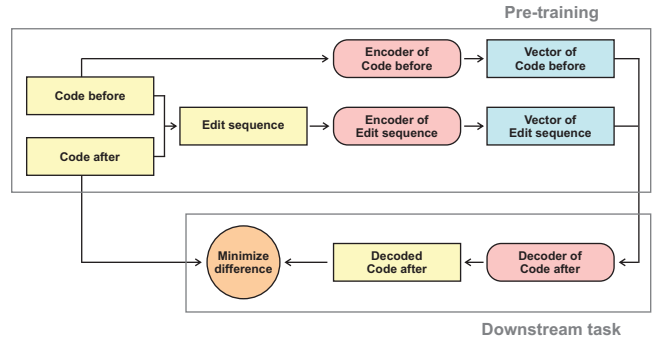 Pre-training
Encoder of
Code before
Vector of
Code before
Code before
Edit sequence
Encoder of
Edit sequence
Vector of
Edit sequence
Code after
Minimize
difference
Decoded
Code after
Decoder of
Code after
Downstream task